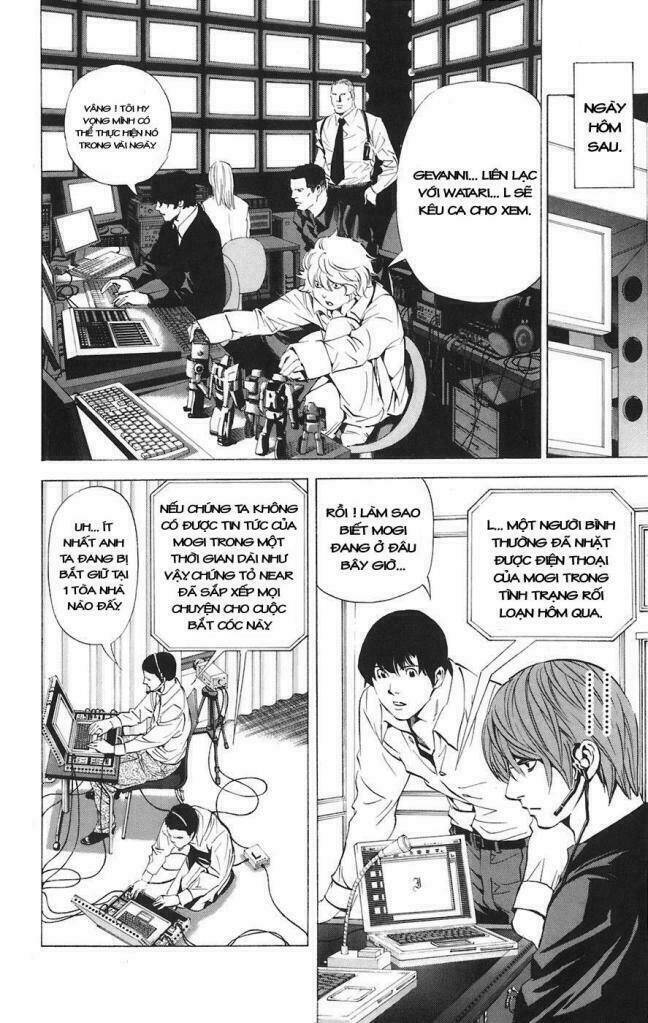 NGÀY
HÔM
SAU.
GEVANNI... LIÊN LẠC
VỚI WATARI... L SẼ
KÊU CA CHO XEM.
VÂNG! TÔI HY
VỌNG MÌNH CÓ
THỂ THỰC HIỆN NÓ
TRONG VÀI NGÀY
L... MỘT NGƯỜI BÌNH
THƯỜNG ĐÃ NHẶT
ĐƯỢC ĐIỆN THOẠI
CỦA MOGI TRONG
TÌNH TRẠNG RỐI
LOẠN HÔM QUA.
RỒI! LÀM SAO
BIẾT MOGI
ĐANG Ở ĐÂU
BÂY GIỜ...
NẾU CHÚNG TA KHÔNG
CÓ ĐƯỢC TIN TỨC CỦA
MOGI TRONG MỘT
THỜI GIAN DÀI NHƯ
VẬY.CHỨNG TỎ NEAR
ĐÃ SẮP XẾP MỌI
CHUYỆN CHO CUỘC
BẮT CÓC NÀY
UH... ÍT
NHẤT ANH
TA ĐANG BỊ
BẮT GIỮ TẠI
1 TÒA NHÀ
NÀO ĐẤY.
L